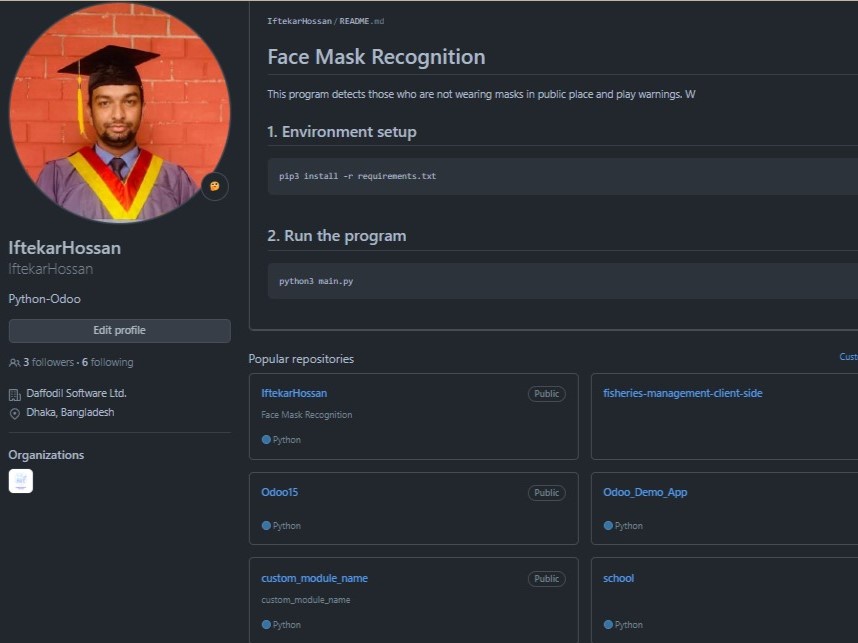 IftekarHossan
IftekarHossan
Python-Odoo
Edit profile
3 followers · 6 following
Daffodil Software Ltd.
Dhaka, Bangladesh
Organizations
IftekarHossan / README.md
Face Mask Recognition
This program detects those who are not wearing masks in public place and play warnings. W
1. Environment setup
pip3 install -r requirements.txt
2. Run the program
python3 main.py
Popular repositories
Cust
IftekarHossan Public
Face Mask Recognition
Python
fisheries-management-client-side
Odoo15 Public
Python
Odoo_Demo_App
Python
custom_module_name Public
custom_module_name
Python
school
Python